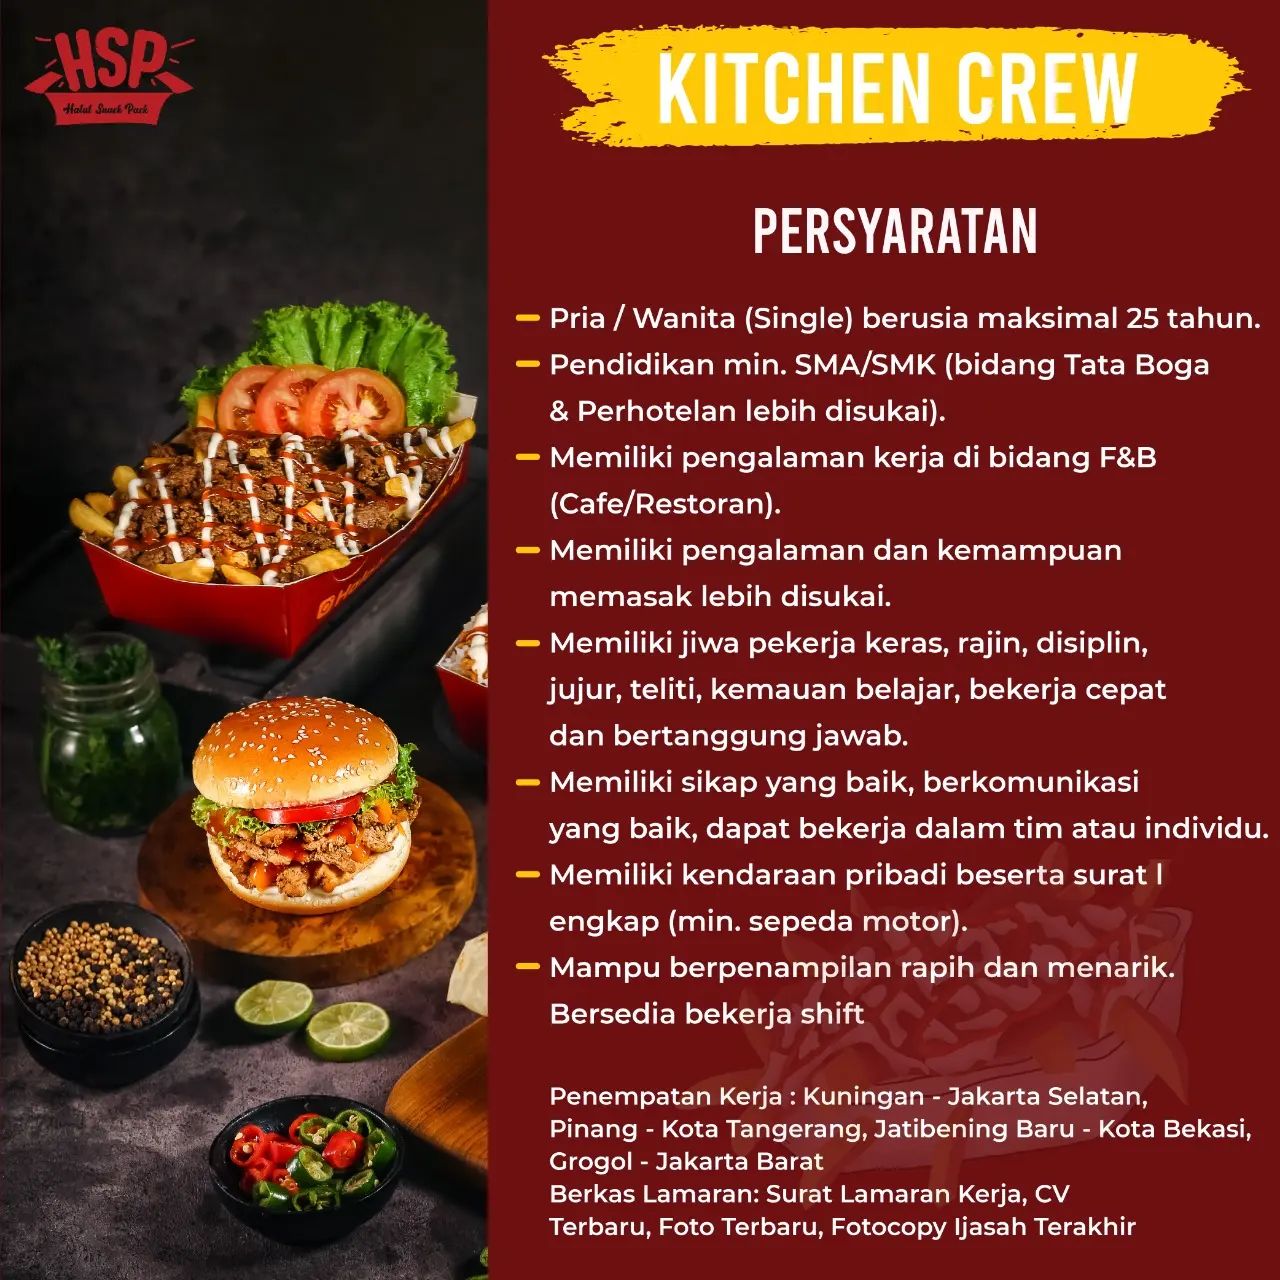 HSP
Halal Snack Pack
KITCHEN CREW
PERSYARATAN
Pria / Wanita (Single) berusia maksimal 25 tahun.
Pendidikan min. SMA/SMK (bidang Tata Boga
& Perhotelan lebih disukai).
Memiliki pengalaman kerja di bidang F&B
(Cafe/Restoran).
Memiliki pengalaman dan kemampuan
memasak lebih disukai.
Memiliki jiwa pekerja keras, rajin, disiplin,
jujur, teliti, kemauan belajar, bekerja cepat
dan bertanggung jawab.
Memiliki sikap yang baik, berkomunikasi
yang baik, dapat bekerja dalam tim atau individu.
Memiliki kendaraan pribadi beserta surat l
engkap (min. sepeda motor).
Mampu berpenampilan rapih dan menarik.
Bersedia bekerja shift
Penempatan Kerja : Kuningan - Jakarta Selatan,
Pinang - Kota Tangerang, Jatibening Baru - Kota Bekasi,
Grogol - Jakarta Barat
Berkas Lamaran: Surat Lamaran Kerja, CV
Terbaru, Foto Terbaru, Fotocopy Ijasah Terakhir